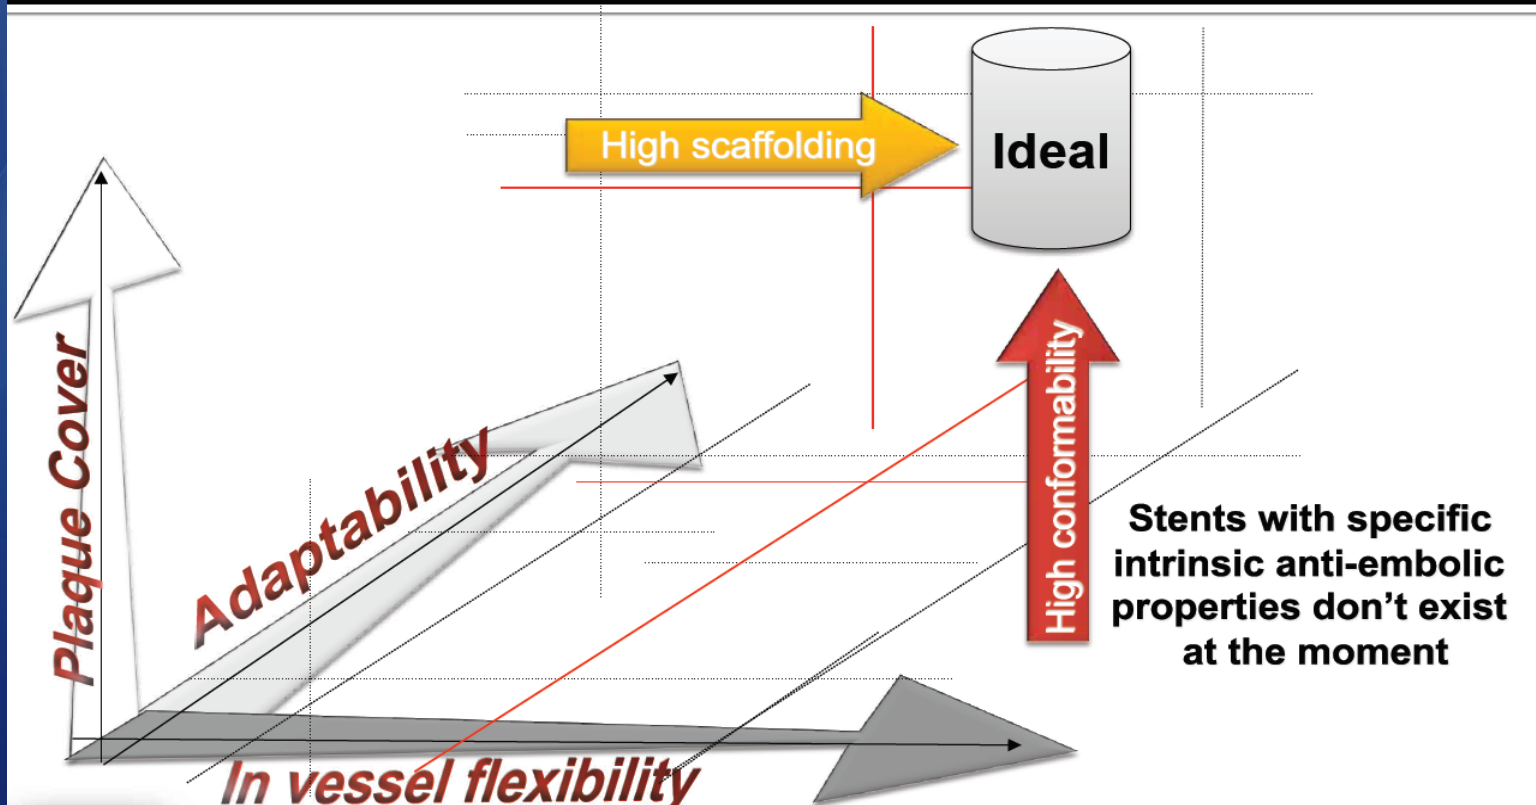 High scaffolding
Ideal
Plaque Cover
Adaptability
High conformability
Stents with specific
intrinsic anti-embolic
properties don’t exist
at the moment
In vessel flexibility